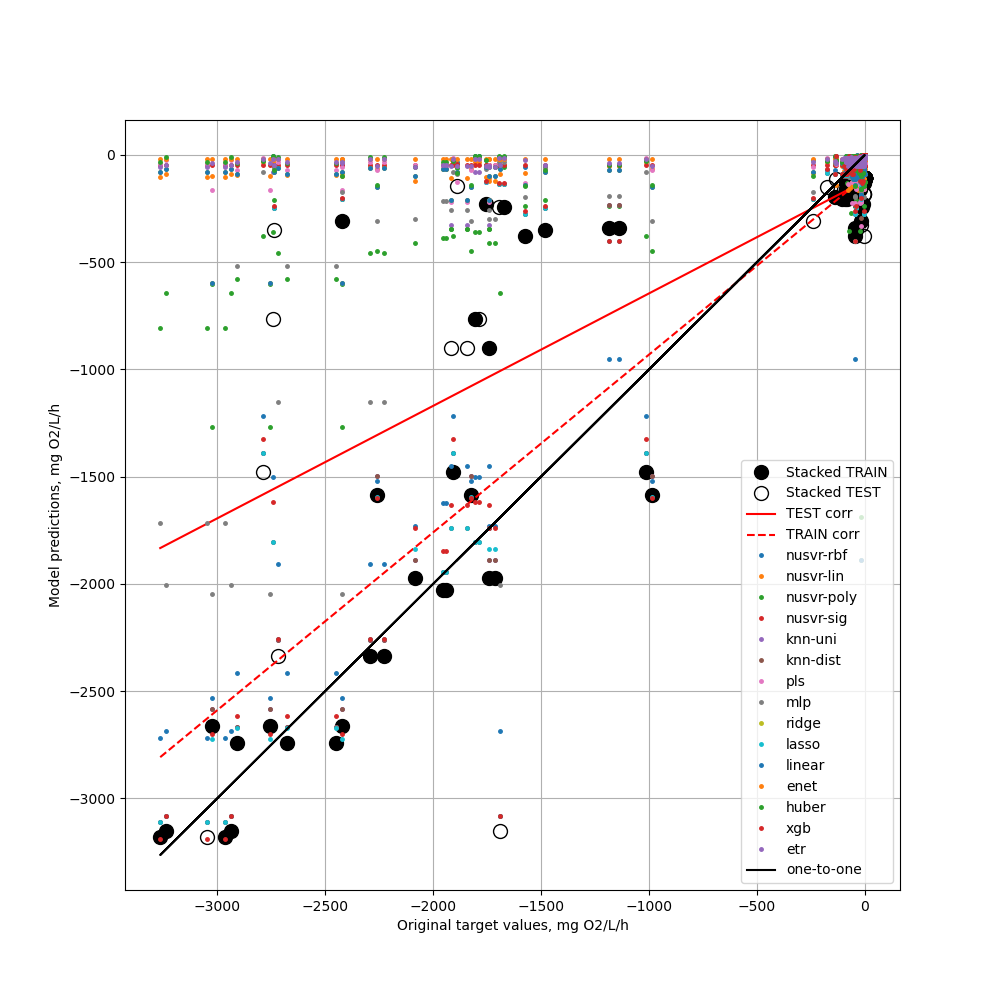 0
−500
−1000
−1500
−2000
−2500
−3000
Model predictions, mg O2/L/h
−3000
−2500
−2000
−1500
−1000
−500
0
Original target values, mg O2/L/h
Stacked TRAIN
Stacked TEST
TEST corr
TRAIN corr
nusvr-rbf
nusvr-lin
nusvr-poly
nusvr-sig
knn-uni
knn-dist
pls
mlp
ridge
lasso
linear
enet
huber
xgb
etr
one-to-one